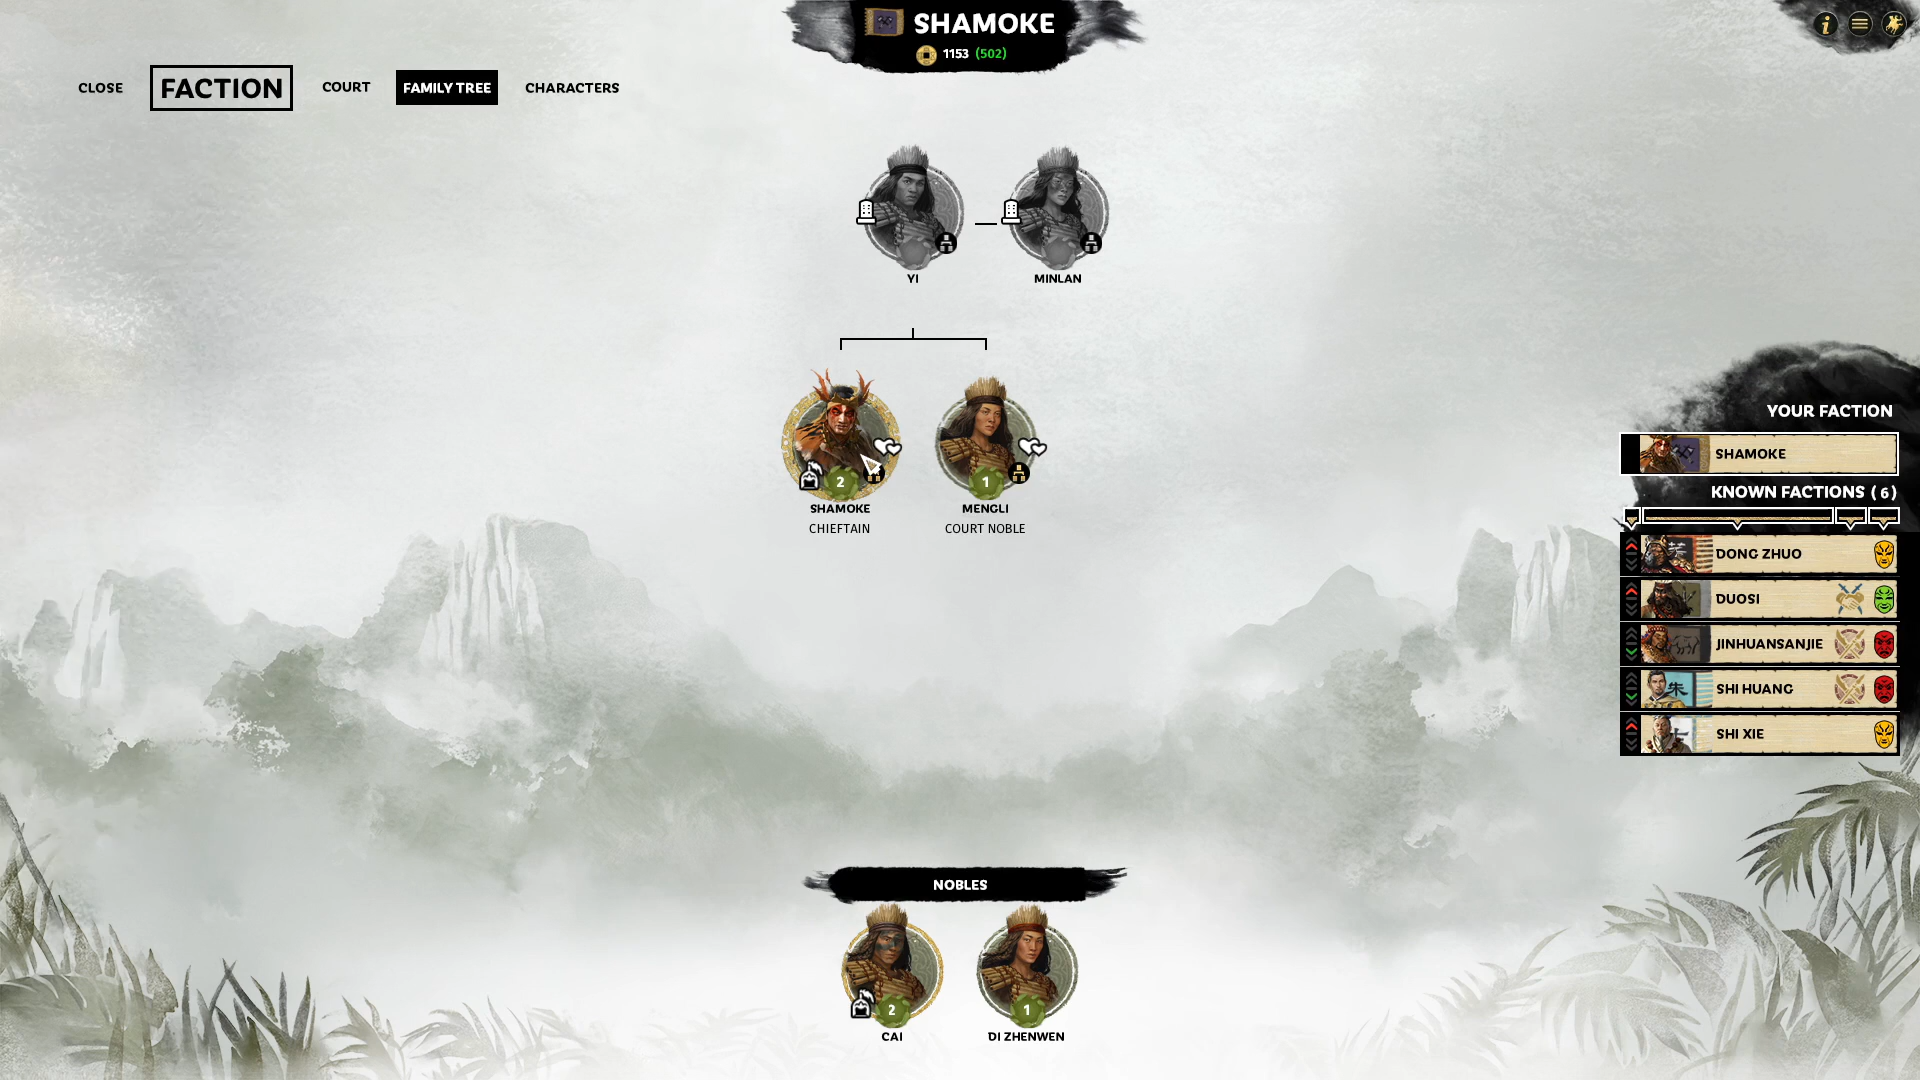 SHAMOKE
1153 (502)
CLOSE
FACTION
COURT
FAMILY TREE
CHARACTERS
YI
MINLAN
2
1
SHAMOKE
CHIEFTAIN
MENGLI
COURT NOBLE
YOUR FACTION
SHAMOKE
KNOWN FACTIONS ( 6 )
DONG ZHUO
DUOSI
JINHUANSANJIE
朱
SHI HUANG
SHI XIE
NOBLES
2
1
CAI
DI ZHENWEN